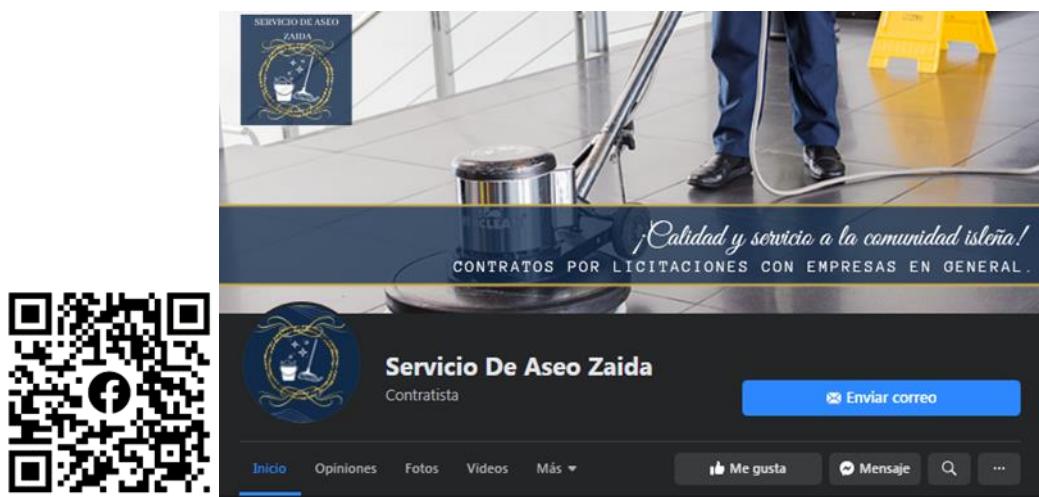 SERVICIO DE ASEO
ZAIDA
¡Calidad y servicio a la comunidad isleña!
CONTRATOS POR LICITACIONES CON EMPRESAS EN GENERAL.
Servicio De Aseo Zaida
Contratista
Enviar correo
Inicio Opiniones Fotos Videos Más
Me gusta Mensaje ...